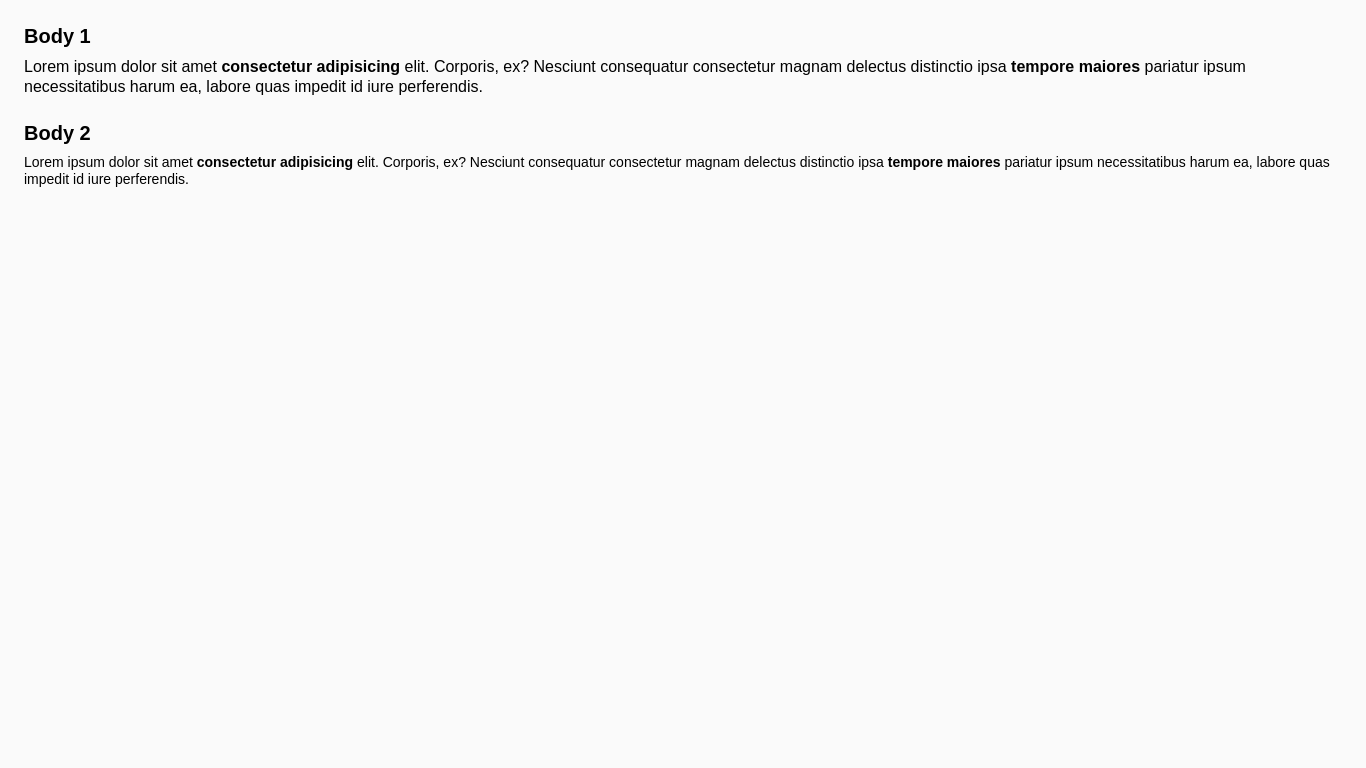 Body 1
Lorem ipsum dolor sit amet consectetur adipisicing elit. Corporis, ex? Nesciunt consequatur consectetur magnam delectus distinctio ipsa tempore maiores pariatur ipsum
necessitatibus harum ea, labore quas impedit id iure perferendis.
Body 2
Lorem ipsum dolor sit amet consectetur adipisicing elit. Corporis, ex? Nesciunt consequatur consectetur magnam delectus distinctio ipsa tempore maiores pariatur ipsum necessitatibus harum ea, labore quas
impedit id iure perferendis.